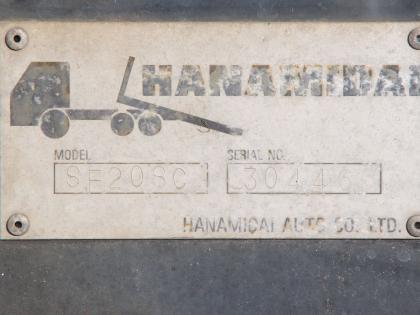 HANAMIDAI
MODEL SERIAL NO.
SE208C
HANAMIDAI AUTO CO. LTD.